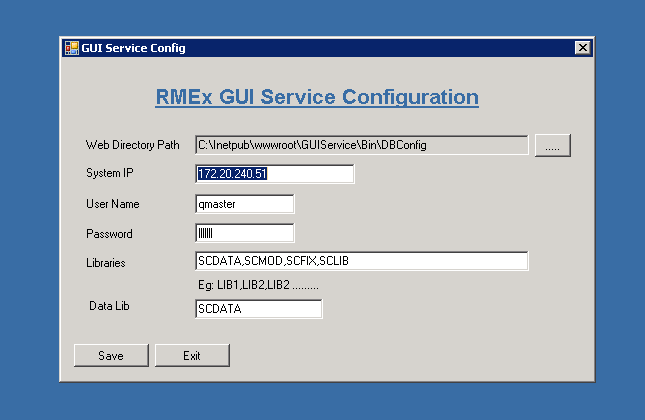 GUI Service Config
RMEx GUI Service Configuration
Web Directory Path C:\Inetpub\wwwroot\GUIService\Bin\DBConfig .....
System IP 172.20.240.51
User Name qmaster
Password llllllll
Libraries SCDATA,SCMOD,SCFIX,SCLIB
Eg: LIB1,LIB2,LIB2 .........
Data Lib SCDATA
Save Exit